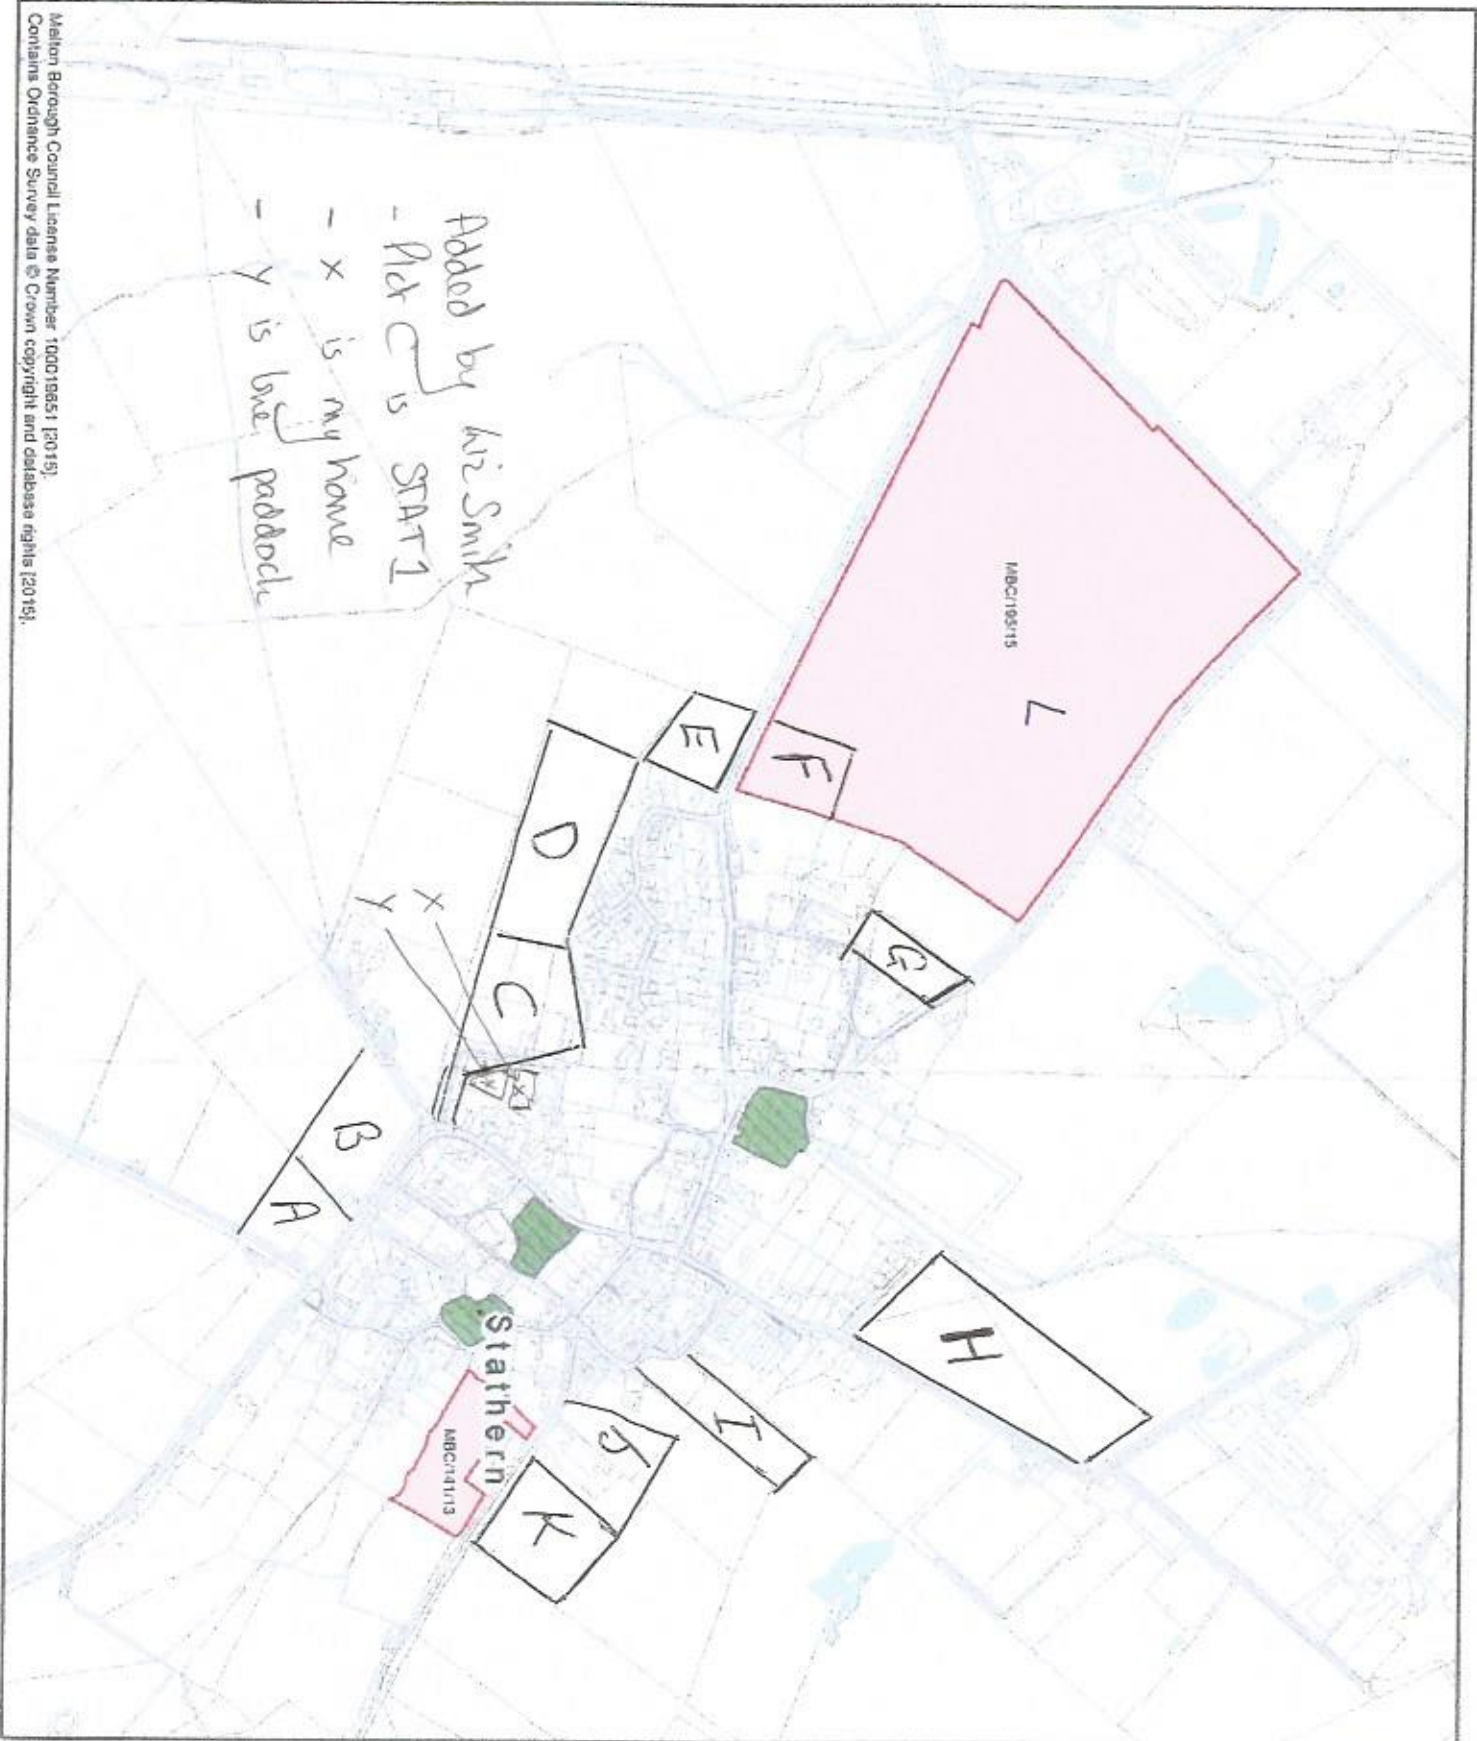 Added by Liz Smith
- Plot C is STAT1
- x is my home
- y is the paddock
MBC/195/15
L
E
F
D
C
X
Y
x
y
G
B
A
H
I
J
K
Stathern
MBC/141/13
Melton Borough Council License Number 100019651 [2015].
Contains Ordnance Survey data © Crown copyright and database rights [2015].